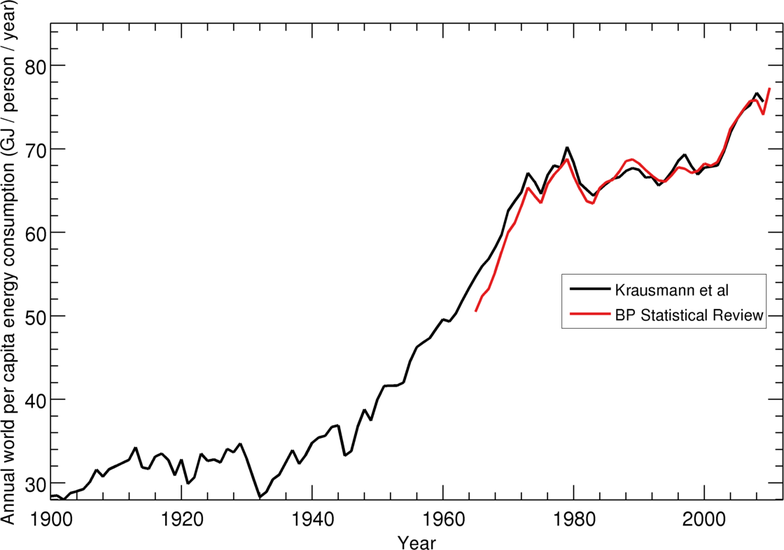 Annual world per capita energy consumption (GJ / person / year)
80
70
60
50
40
30
Krausmann et al
BP Statistical Review
1900 1920 1940 1960 1980 2000
Year